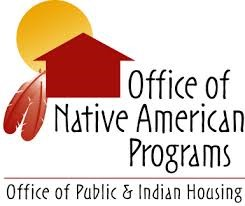 Office of
Native American
Programs
Office of Public & Indian Housing